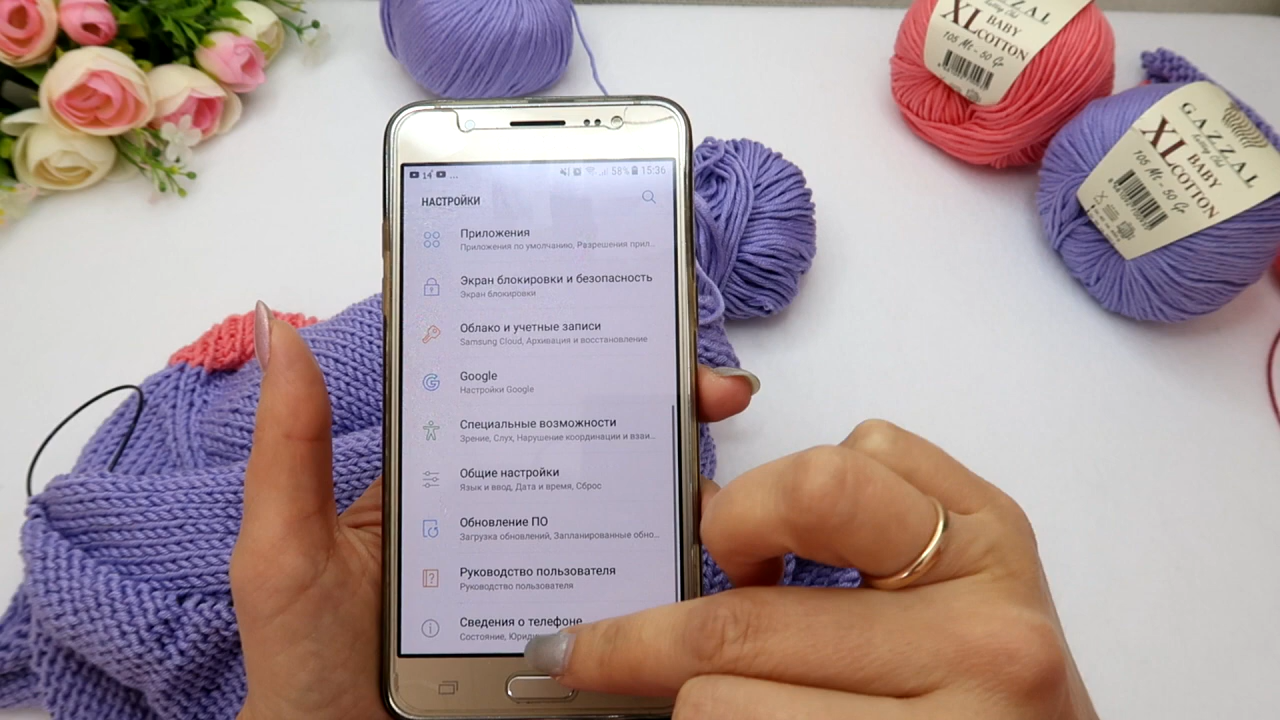 GAZZAL
XL BABY
COTTON
105 Mt - 50 Gr
GAZZAL
XL BABY
COTTON
105 Mt - 50 Gr
14 ... 58% 15:36
НАСТРОЙКИ
Приложения
Приложения по умолчанию, Разрешения прил...
Экран блокировки и безопасность
Экран блокировки
Облако и учетные записи
Samsung Cloud, Архивация и восстановление
Google
Настройки Google
Специальные возможности
Зрение, Слух, Нарушение координации и взаи...
Общие настройки
Язык и ввод, Дата и время, Сброс
Обновление ПО
Загрузка обновлений, Запланированные обно...
Руководство пользователя
Руководство пользователя
Сведения о телефоне
Состояние,